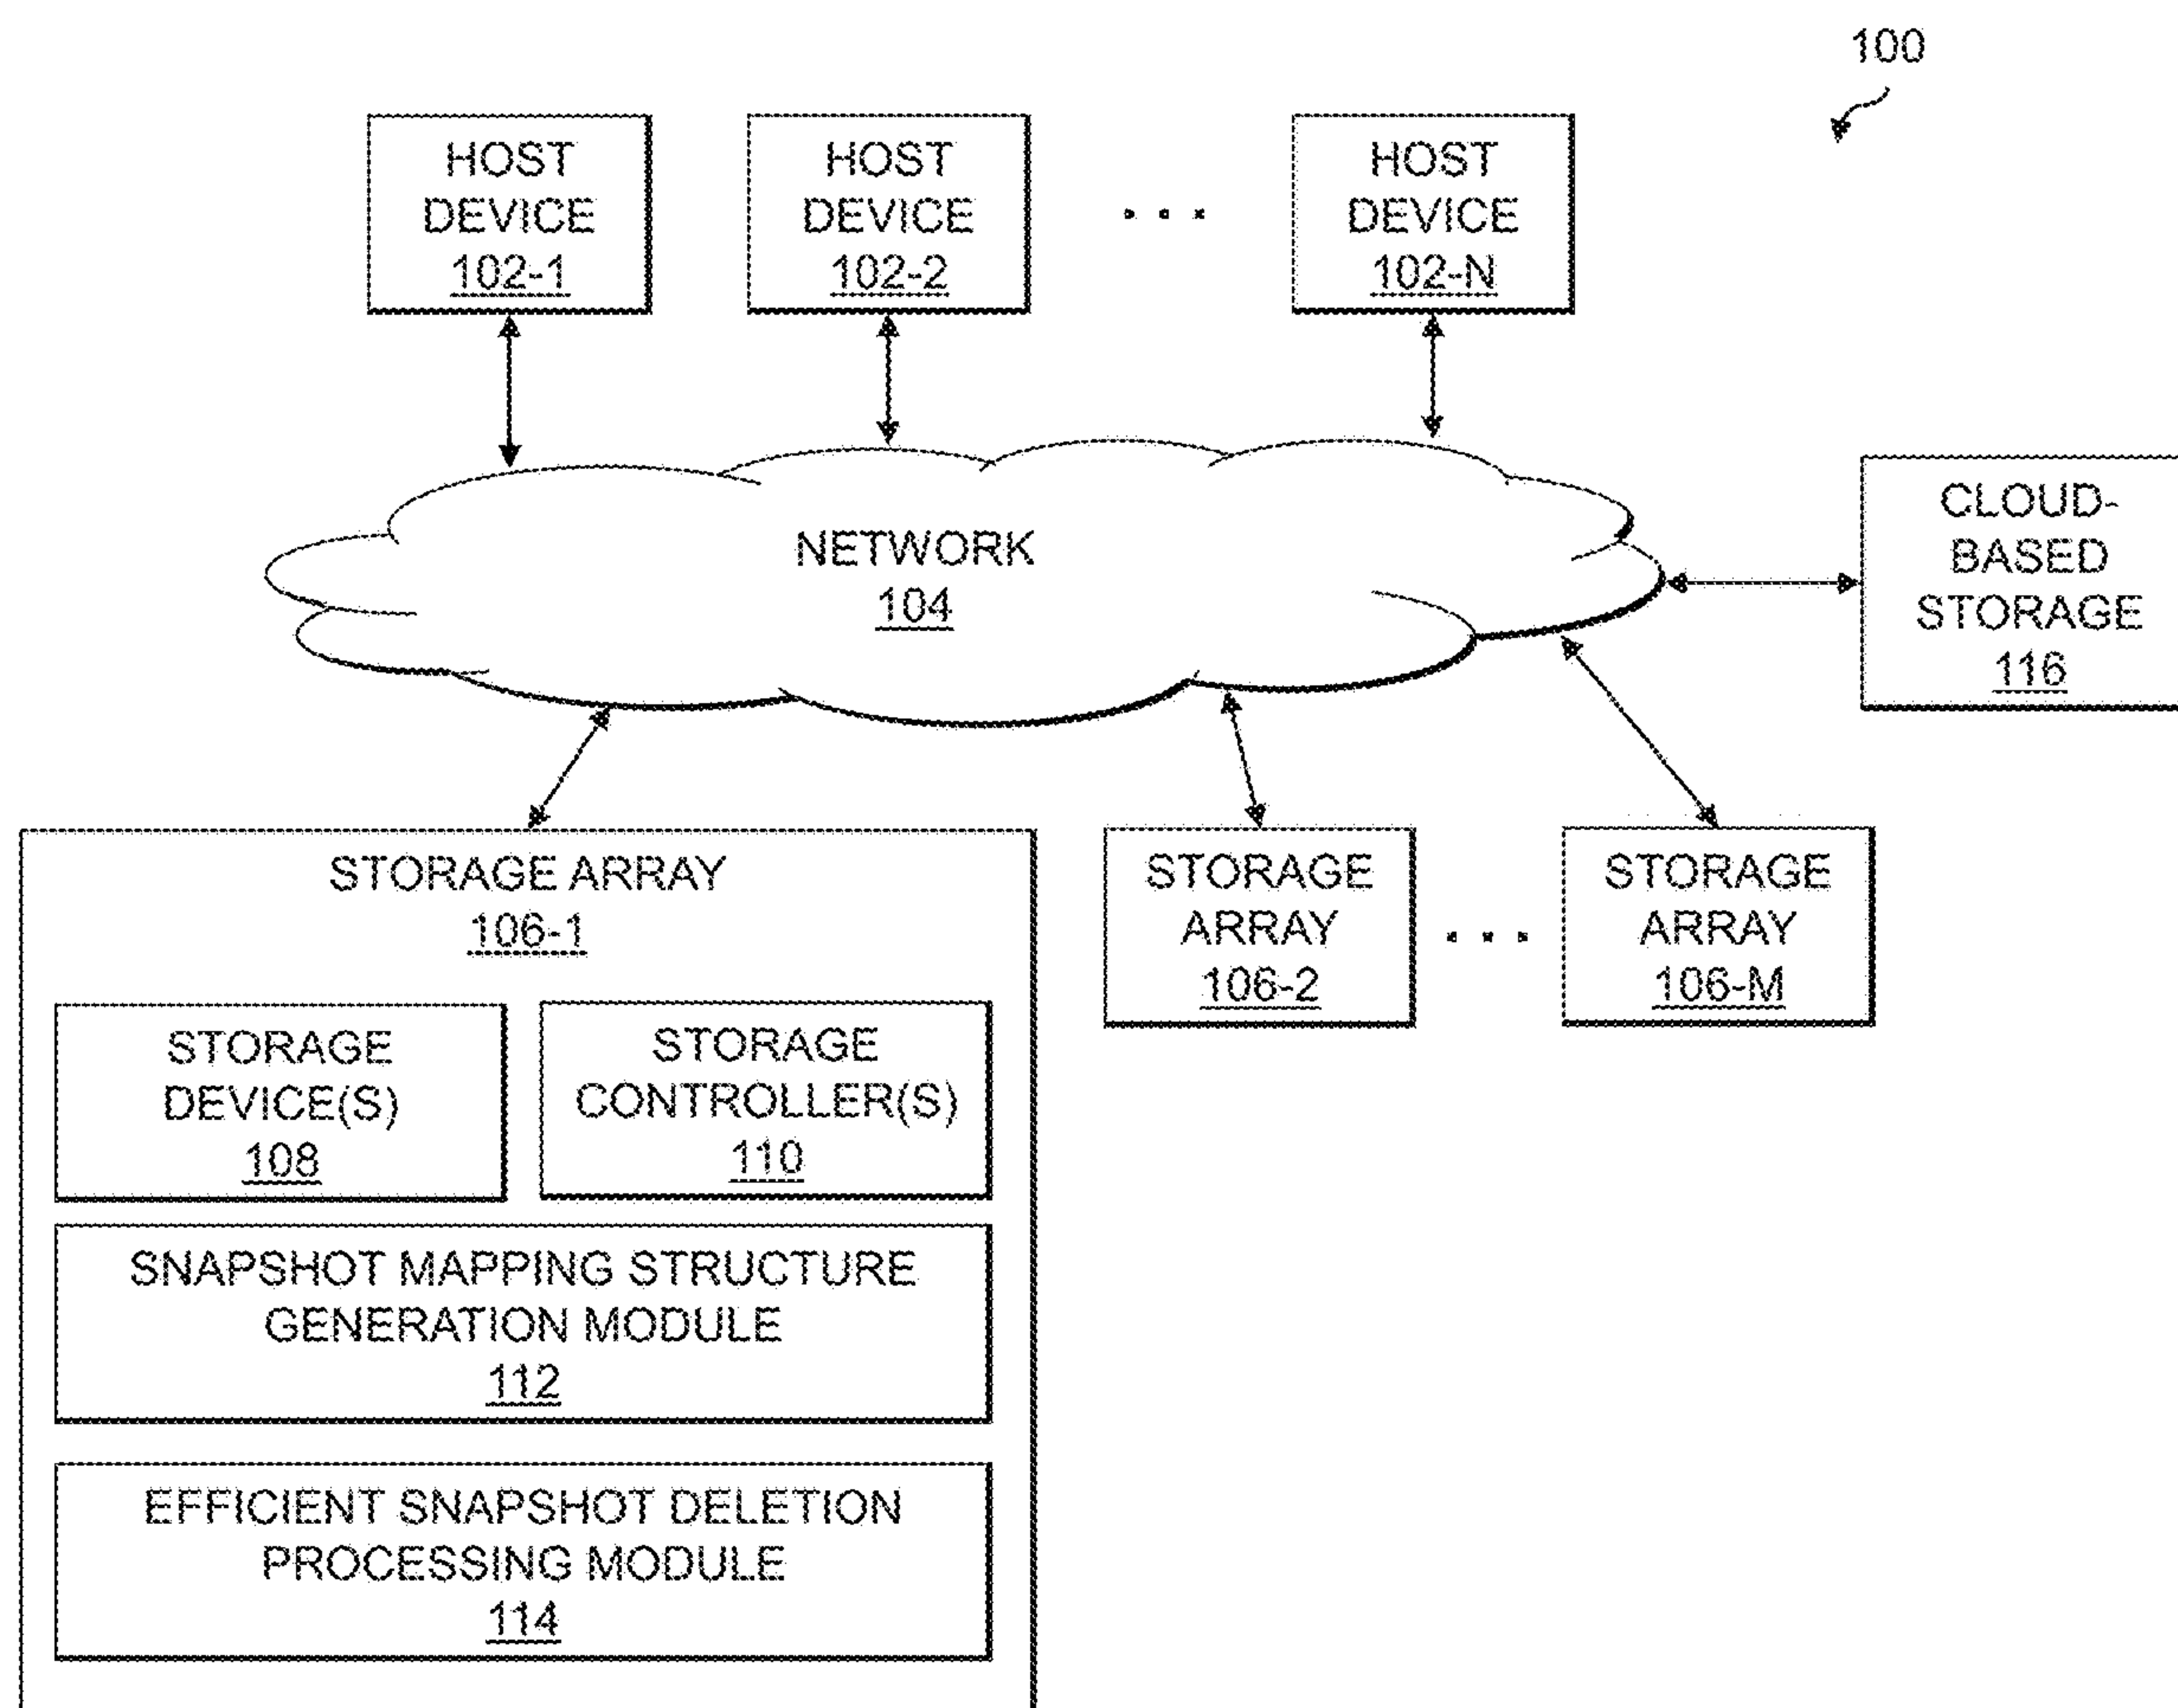 100
HOST
DEVICE
102-1
HOST
DEVICE
102-2
. . .
HOST
DEVICE
102-N
NETWORK
104
CLOUD-
BASED
STORAGE
116
STORAGE ARRAY
106-1
STORAGE
DEVICE(S)
108
STORAGE
CONTROLLER(S)
110
SNAPSHOT MAPPING STRUCTURE
GENERATION MODULE
112
EFFICIENT SNAPSHOT DELETION
PROCESSING MODULE
114
STORAGE
ARRAY
106-2
. . .
STORAGE
ARRAY
106-M